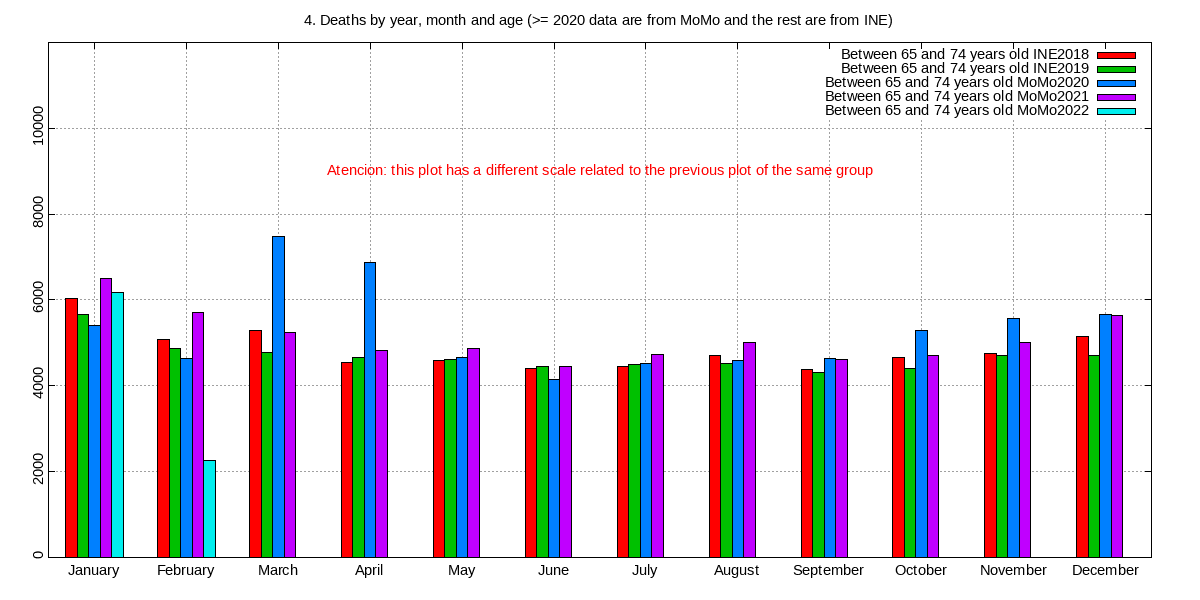 4. Deaths by year, month and age (>= 2020 data are from MoMo and the rest are from INE)
Between 65 and 74 years old INE2018
Between 65 and 74 years old INE2019
Between 65 and 74 years old MoMo2020
Between 65 and 74 years old MoMo2021
Between 65 and 74 years old MoMo2022
Atencion: this plot has a different scale related to the previous plot of the same group
10000
8000
6000
4000
2000
0
January February March April May June July August September October November December